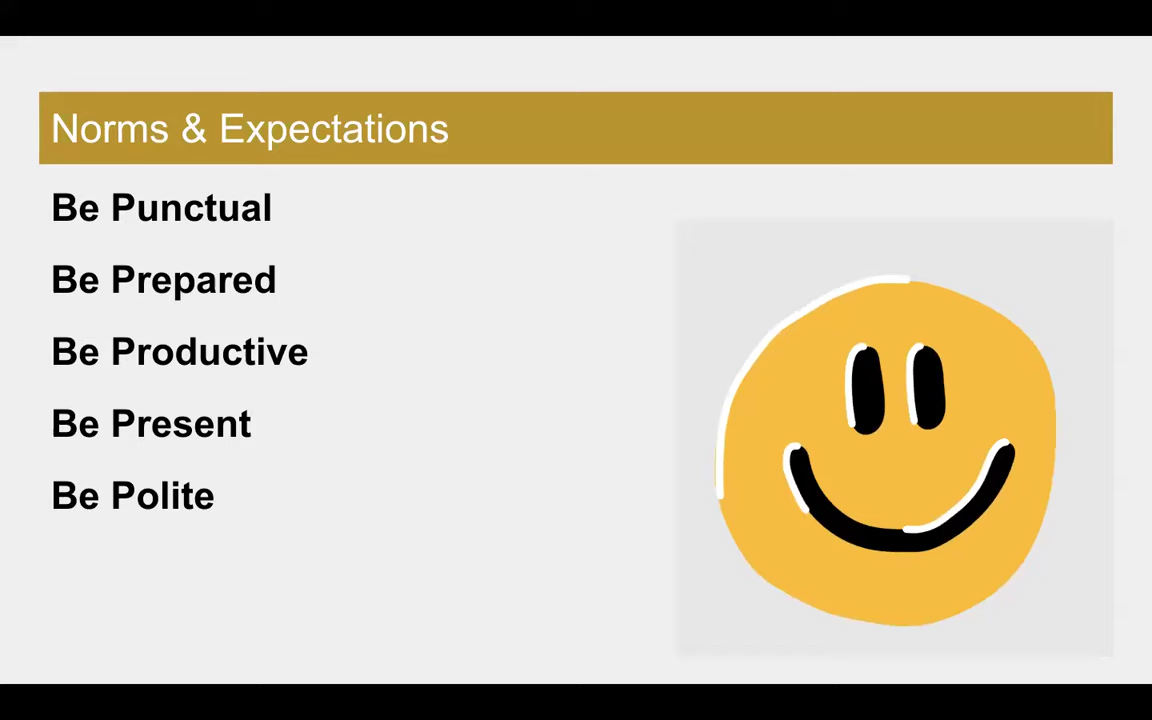 Norms & Expectations
Be Punctual
Be Prepared
Be Productive
Be Present
Be Polite